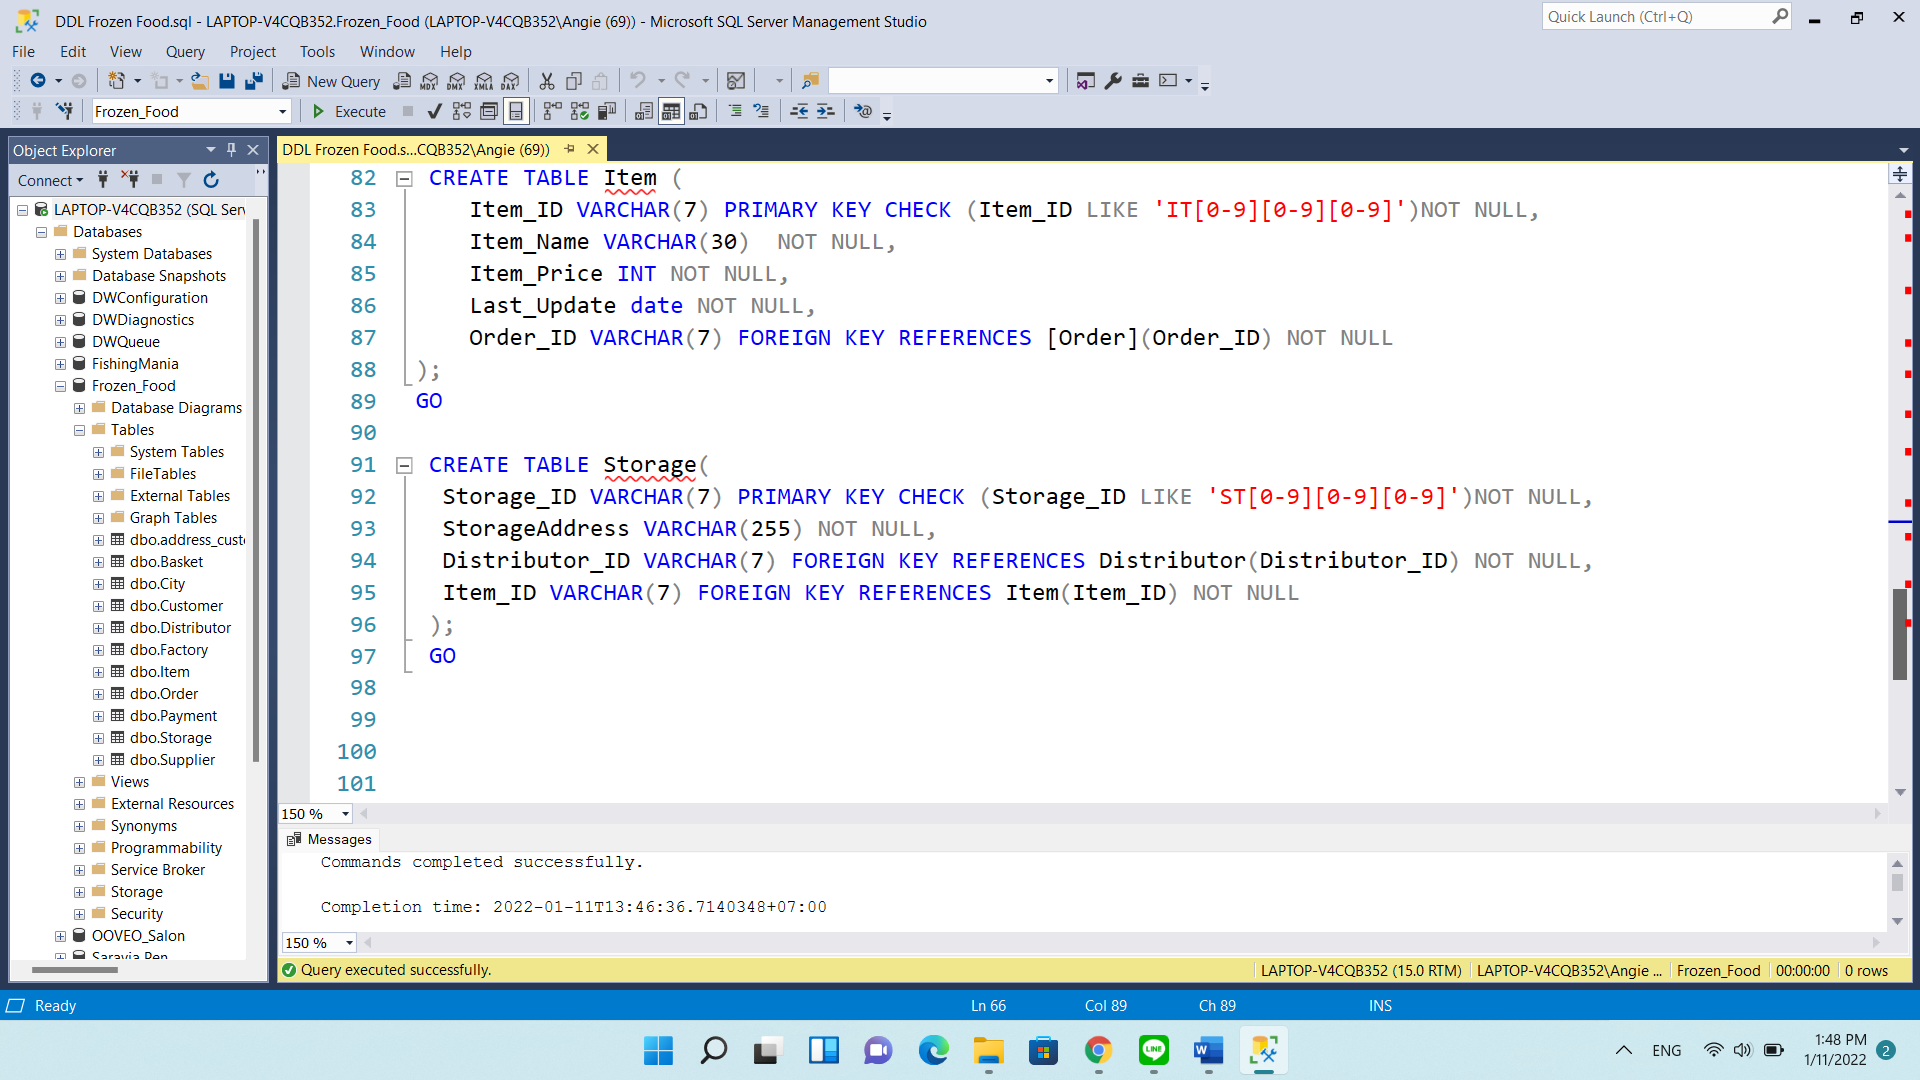 DDL Frozen Food.sql - LAPTOP-V4CQB352.Frozen_Food (LAPTOP-V4CQB352\Angie (69)) - Microsoft SQL Server Management Studio
Quick Launch (Ctrl+Q)
File Edit View Query Project Tools Window Help
New Query MDX DMX XMLA DAX
Frozen_Food Execute
Object Explorer
Connect
LAPTOP-V4CQB352 (SQL Serv
Databases
System Databases
Database Snapshots
DWConfiguration
DWDiagnostics
DWQueue
FishingMania
Frozen_Food
Database Diagrams
Tables
System Tables
FileTables
External Tables
Graph Tables
dbo.address_custo
dbo.Basket
dbo.City
dbo.Customer
dbo.Distributor
dbo.Factory
dbo.Item
dbo.Order
dbo.Payment
dbo.Storage
dbo.Supplier
Views
External Resources
Synonyms
Programmability
Service Broker
Storage
Security
OOVEO_Salon
Saravia Pen
DDL Frozen Food.s...CQB352\Angie (69))
82 CREATE TABLE Item (
83 Item_ID VARCHAR(7) PRIMARY KEY CHECK (Item_ID LIKE 'IT[0-9][0-9][0-9]')NOT NULL,
84 Item_Name VARCHAR(30)  NOT NULL,
85 Item_Price INT NOT NULL,
86 Last_Update date NOT NULL,
87 Order_ID VARCHAR(7) FOREIGN KEY REFERENCES [Order](Order_ID) NOT NULL
88 );
89 GO
90
91 CREATE TABLE Storage(
92 Storage_ID VARCHAR(7) PRIMARY KEY CHECK (Storage_ID LIKE 'ST[0-9][0-9][0-9]')NOT NULL,
93 StorageAddress VARCHAR(255) NOT NULL,
94 Distributor_ID VARCHAR(7) FOREIGN KEY REFERENCES Distributor(Distributor_ID) NOT NULL,
95 Item_ID VARCHAR(7) FOREIGN KEY REFERENCES Item(Item_ID) NOT NULL
96 );
97 GO
98
99
100
101
150 %
Messages
Commands completed successfully.
Completion time: 2022-01-11T13:46:36.7140348+07:00
150 %
Query executed successfully. LAPTOP-V4CQB352 (15.0 RTM) LAPTOP-V4CQB352\Angie ... Frozen_Food 00:00:00 0 rows
Ready Ln 66 Col 89 Ch 89 INS
LINE W ENG 1:48 PM 2
1/11/2022